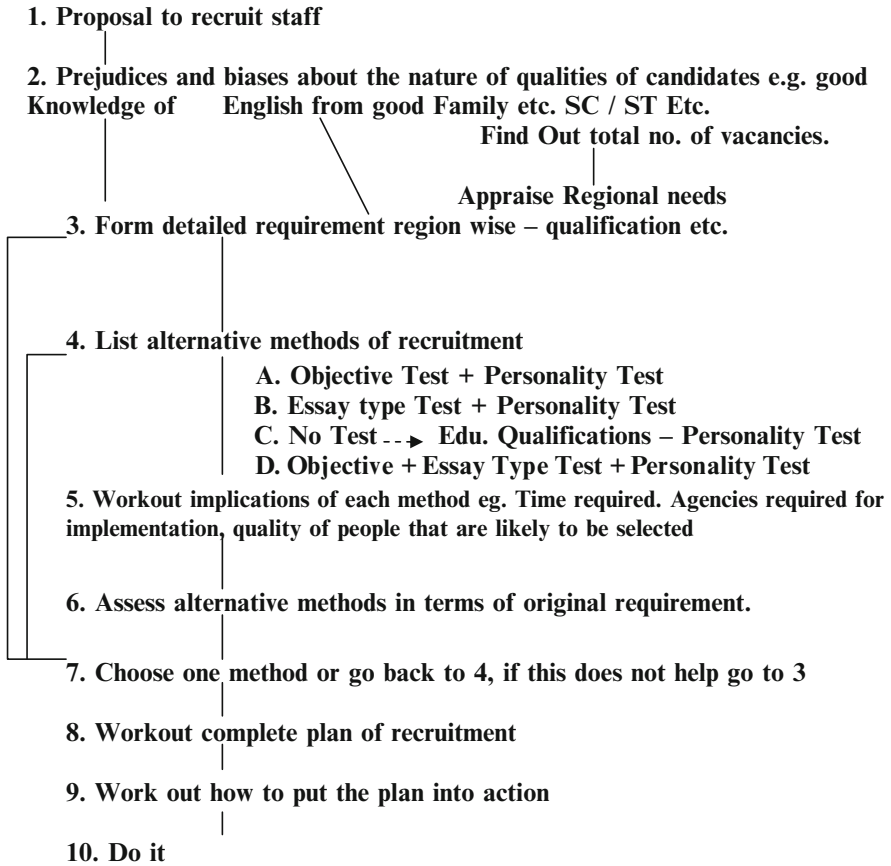 1. Proposal to recruit staff
2. Prejudices and biases about the nature of qualities of candidates e.g. good
Knowledge of English from good Family etc. SC / ST Etc.
Find Out total no. of vacancies.
Appraise Regional needs
3. Form detailed requirement region wise – qualification etc.
4. List alternative methods of recruitment
A. Objective Test + Personality Test
B. Essay type Test + Personality Test
C. No Test Edu. Qualifications – Personality Test
D. Objective + Essay Type Test + Personality Test
5. Workout implications of each method eg. Time required. Agencies required for
implementation, quality of people that are likely to be selected
6. Assess alternative methods in terms of original requirement.
7. Choose one method or go back to 4, if this does not help go to 3
8. Workout complete plan of recruitment
9. Work out how to put the plan into action
10. Do it